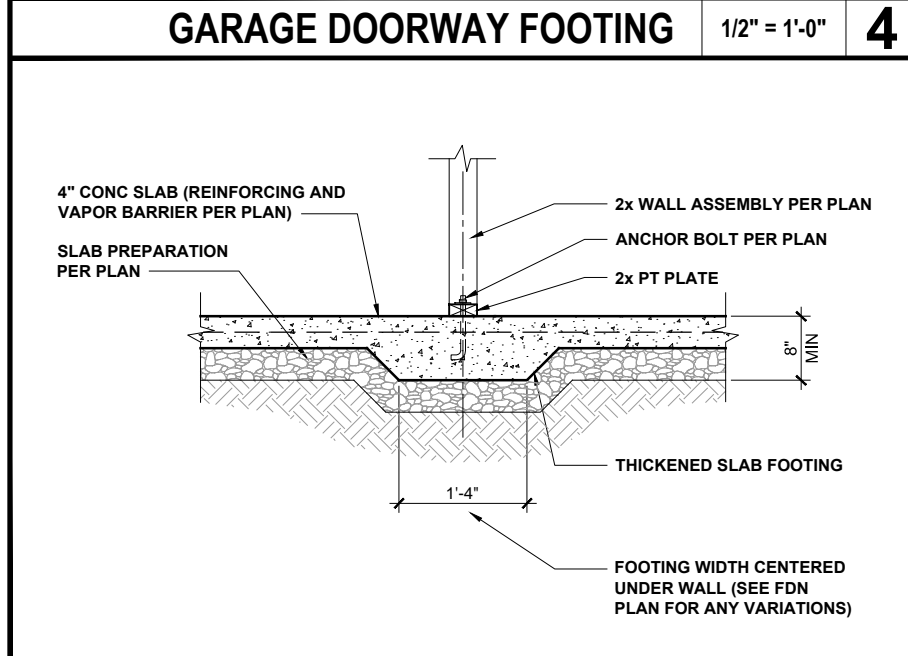 GARAGE DOORWAY FOOTING
1/2" = 1'-0"
4
4" CONC SLAB (REINFORCING AND
VAPOR BARRIER PER PLAN)
SLAB PREPARATION
PER PLAN
2x WALL ASSEMBLY PER PLAN
ANCHOR BOLT PER PLAN
2x PT PLATE
8"
MIN
THICKENED SLAB FOOTING
1'-4"
FOOTING WIDTH CENTERED
UNDER WALL (SEE FDN
PLAN FOR ANY VARIATIONS)